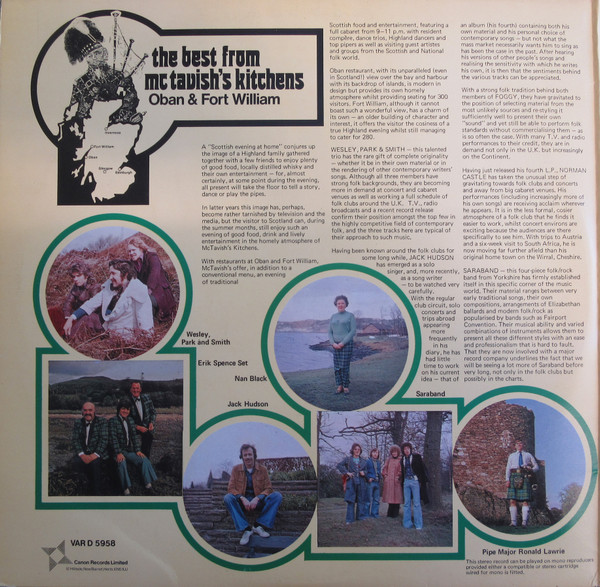 the best from
mc tavish's kitchens
Oban & Fort William
Inverness
Fort William
Oban
Glasgow
Edinburgh
A "Scottish evening at home" conjures up
the image of a Highland family gathered
together with a few friends to enjoy plenty
of good food, locally distilled whisky and
their own entertainment – for, almost
certainly, at some point during the evening,
all present will take the floor to tell a story,
dance or play the pipes.
In latter years this image has, perhaps,
become rather tarnished by television and the
media, but the visitor to Scotland can, during
the summer months, still enjoy such an
evening of good food, drink and lively
entertainment in the homely atmosphere of
McTavish's Kitchens.
With restaurants at Oban and Fort William,
McTavish's offer, in addition to a
conventional menu, an evening
of traditional
Scottish food and entertainment, featuring a
full cabaret from 9–11 p.m. with resident
compère, dance trios, Highland dancers and
top pipers as well as visiting guest artistes
and groups from the Scottish and National
folk world.
Oban restaurant, with its unparalleled (even
in Scotland!) view over the bay and harbour
with its backdrop of islands, is modern in
design but provides its own homely
atmosphere whilst providing seating for 300
visitors. Fort William, although it cannot
boast such a wonderful view, has a charm of
its own – an older building of character and
interest, it offers the visitor the cosiness of a
true Highland evening whilst still managing
to cater for 280.
WESLEY, PARK & SMITH – this talented
trio has the rare gift of complete originality
– whether it be in their own material or in
the rendering of other contemporary writers'
songs. Although all three members have
strong folk backgrounds, they are becoming
more in demand at concert and cabaret
venues as well as working a full schedule of
folk clubs around the U.K. T.V., radio
broadcasts and a recent record release
confirm their position amongst the top few in
the highly competitive field of contemporary
folk, and the three tracks here are typical of
their approach to such music.
Having been known around the folk clubs for
some long while, JACK HUDSON
has emerged as a solo
singer, and, more recently,
as a song writer
– to be watched very
carefully.
With the regular
club circuit, solo
concerts and
trips abroad
appearing
more
frequently
in his
diary, he has
had little
time to work
on his current
idea – that of
an album (his fourth) containing both his
own material and his personal choice of
contemporary songs – but not what the
mass market necessarily wants him to sing as
has been the case in the past. After hearing
his versions of other people's songs and
realising the sensitivity with which he writes
his own, it is then that the sentiments behind
the various tracks can be appreciated.
With a strong folk tradition behind both
members of FOGGY, they have gravitated to
the position of selecting material from the
most unlikely sources and restyling it
sufficiently well to present their own
"sound" and yet still be able to perform folk
standards without commercialising them – as
is so often the case. With many T.V. and radio
performances to their credit, they are in
demand not only in the U.K. but increasingly
on the Continent.
Having just released his fourth L.P., NORMAN
CASTLE has taken the unusual step of
gravitating towards folk clubs and concerts
and away from big cabaret venues. His
performances (including increasingly more of
his own songs) are receiving acclaim wherever
he appears. It is in the less formal, cosier
atmosphere of a folk club that he finds it
easier to work, whilst concert environments are
exciting because the audiences are there
specifically to see him. With trips to Austria
and a six-week visit to South Africa, he is
now moving far further afield than his
original home town on the Wirral, Cheshire.
SARABAND – this four-piece folk/rock
band from Yorkshire has firmly established
itself in this specific corner of the music
world. Their material ranges between very
early traditional songs, their own
compositions, arrangements of Elizabethan
ballards and modern folk/rock as
popularised by bands such as Fairport
Convention. Their musical ability and varied
combinations of instruments allows them to
present all these different styles with an ease
and professionalism that is hard to fault.
That they are now involved with a major
record company underlines the fact that we
will be seeing a lot more of Saraband before
very long, not only in the folk clubs but
possibly in the charts.
Wesley,
Park and Smith
Erik Spence Set
Nan Black
Jack Hudson
Saraband
Pipe Major Ronald Lawrie
VAR D 5958
Canon Records Limited
This stereo record can be played on mono reproducers
provided either a compatible or stereo cartridge
wired for mono is fitted.